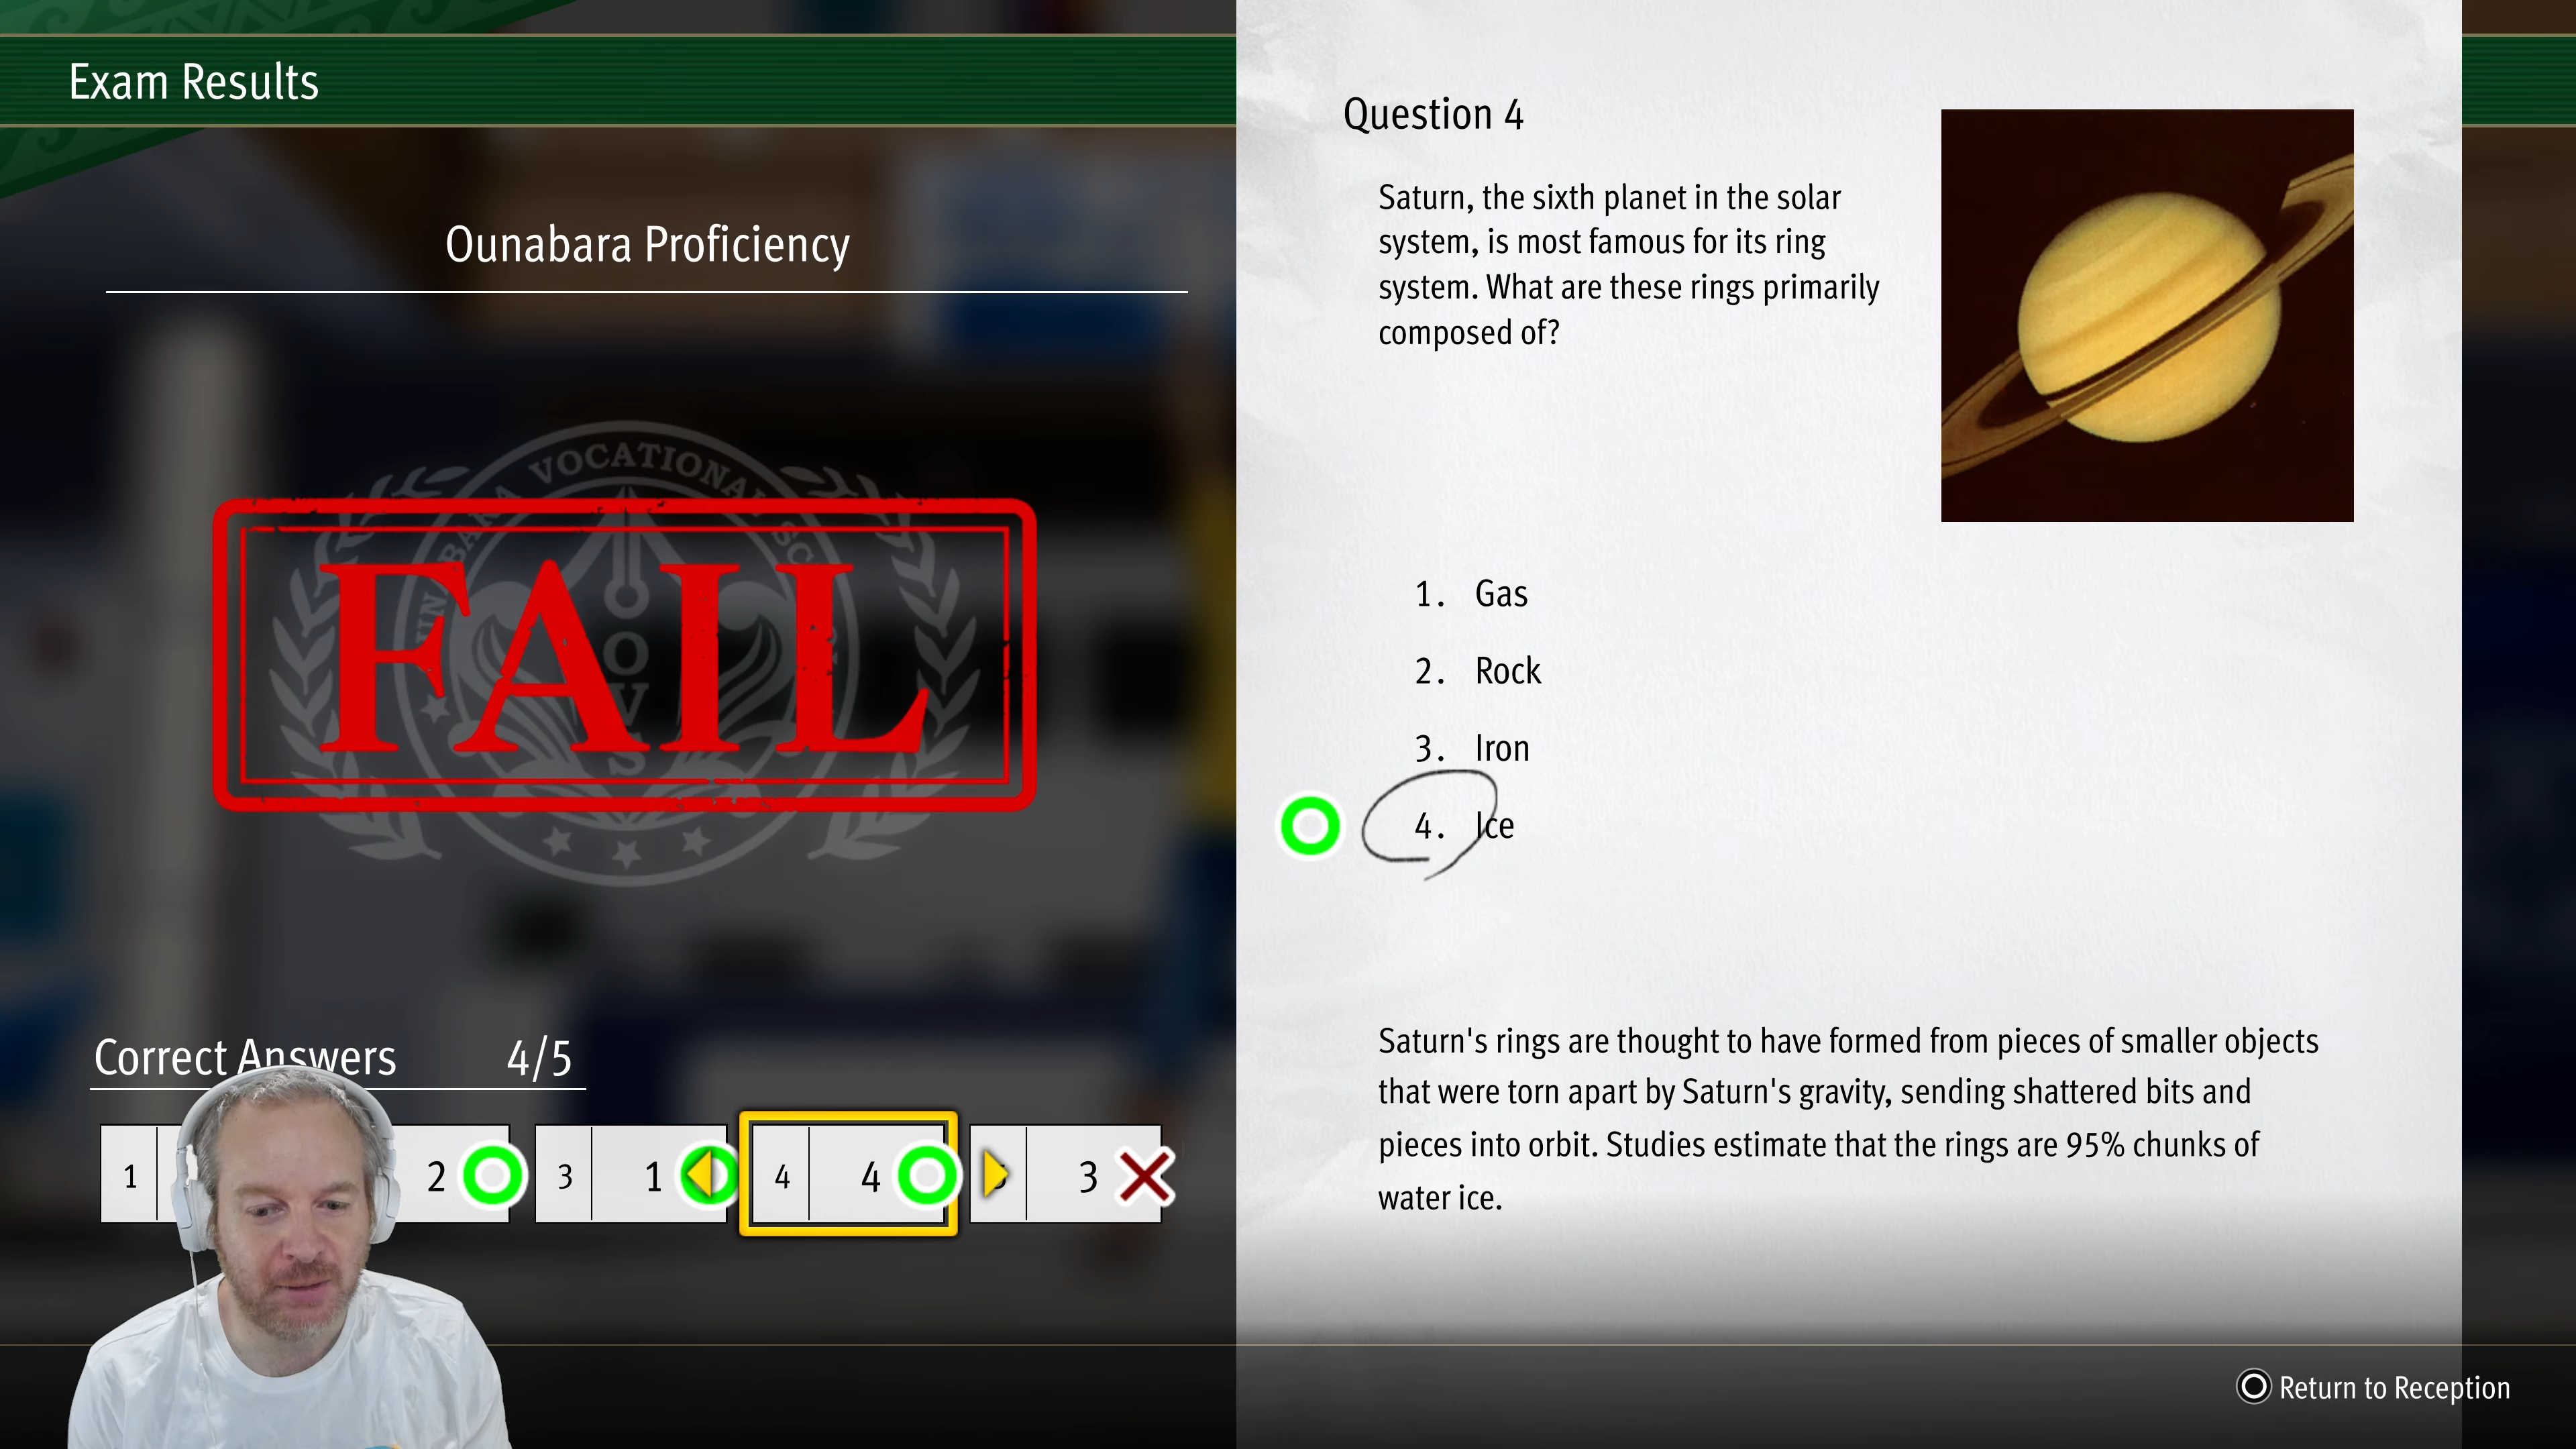 Exam Results
Ounabara Proficiency
VOCATIONAL
OVS
FAIL
Correct Answers 4/5
1
2
3 1
4 4
3
Question 4
Saturn, the sixth planet in the solar
system, is most famous for its ring
system. What are these rings primarily
composed of?
1. Gas
2. Rock
3. Iron
4. Ice
Saturn's rings are thought to have formed from pieces of smaller objects
that were torn apart by Saturn's gravity, sending shattered bits and
pieces into orbit. Studies estimate that the rings are 95% chunks of
water ice.
Return to Reception